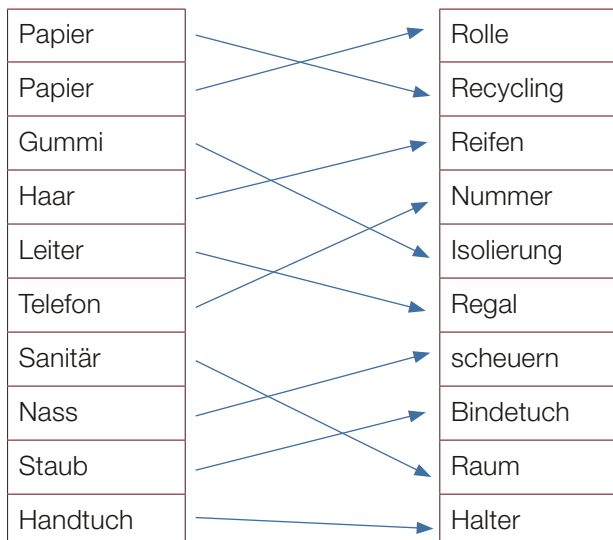 Papier
Papier
Gummi
Haar
Leiter
Telefon
Sanitär
Nass
Staub
Handtuch
Rolle
Recycling
Reifen
Nummer
Isolierung
Regal
scheuern
Bindetuch
Raum
Halter